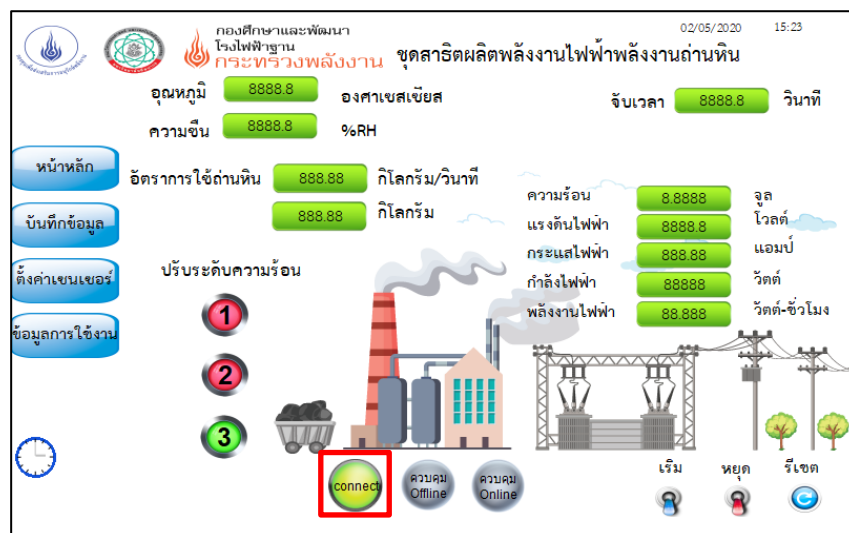 กองศึกษาและพัฒนา
โรงไฟฟ้าฐาน
กระทรวงพลังงาน
ชุดสาธิตผลิตพลังงานไฟฟ้าพลังงานถ่านหิน
02/05/2020 15:23
อุณหภูมิ 8888.8 องศาเซสเซียส
จับเวลา 8888.8 วินาที
ความชื้น 8888.8 %RH
หน้าหลัก
อัตราการใช้ถ่านหิน 888.88 กิโลกรัม/วินาที
888.88 กิโลกรัม
บันทึกข้อมูล
ความร้อน 8.8888 จูล
แรงดันไฟฟ้า 8888.8 โวลต์
กระแสไฟฟ้า 888.88 แอมป์
กำลังไฟฟ้า 88888 วัตต์
พลังงานไฟฟ้า 88.888 วัตต์-ชั่วโมง
ตั้งค่าเซนเซอร์
ปรับระดับความร้อน
ข้อมูลการใช้งาน
1
2
3
connect
ควบคุม
Offline
ควบคุม
Online
เริ่ม หยุด รีเซต